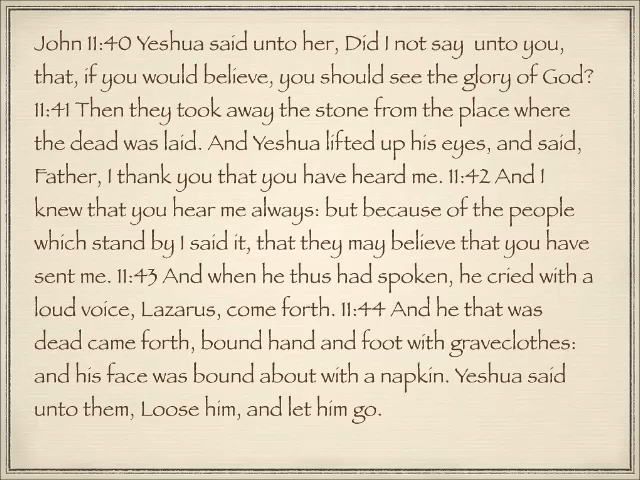 John 11:40 Yeshua said unto her, Did I not say unto you,
that, if you would believe, you should see the glory of God?
11:41 Then they took away the stone from the place where
the dead was laid. And Yeshua lifted up his eyes, and said,
Father, I thank you that you have heard me. 11:42 And I
knew that you hear me always: but because of the people
which stand by I said it, that they may believe that you have
sent me. 11:43 And when he thus had spoken, he cried with a
loud voice, Lazarus, come forth. 11:44 And he that was
dead came forth, bound hand and foot with graveclothes:
and his face was bound about with a napkin. Yeshua said
unto them, Loose him, and let him go.